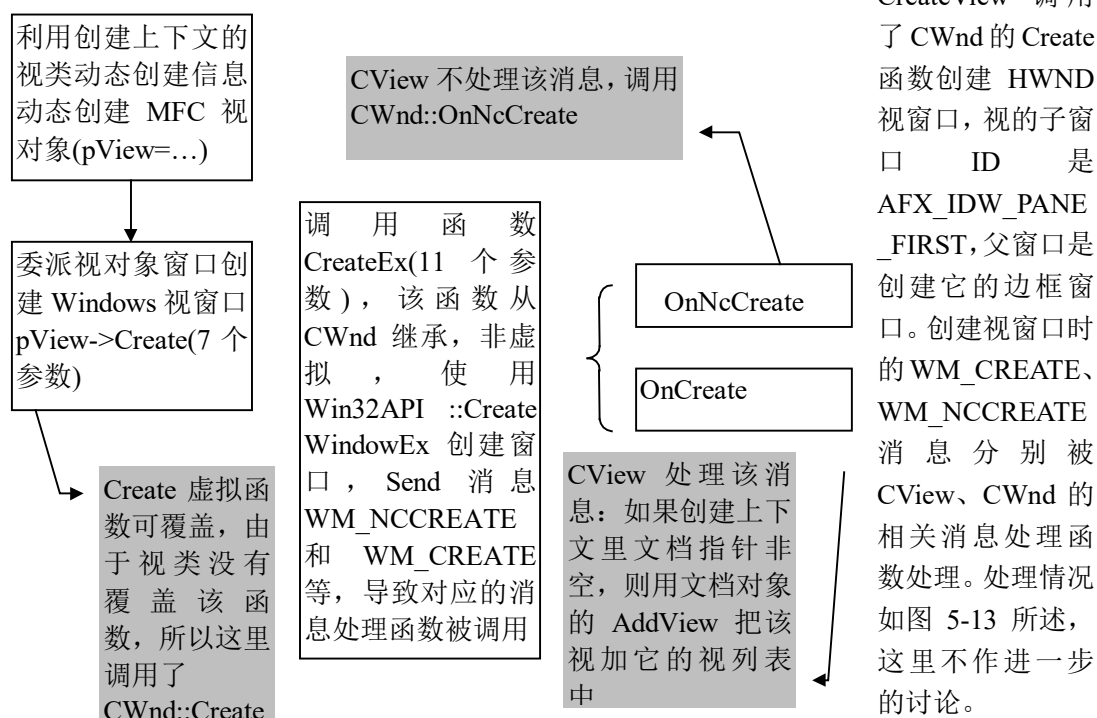 利用创建上下文的
视类动态创建信息
动态创建 MFC 视
对象(pView=…)
委派视对象窗口创
建 Windows 视窗口
pView->Create(7 个
参数)
Create 虚拟函
数可覆盖，由
于视类没有
覆盖该函
数，所以这里
调用了
CWnd::Create
CView 不处理该消息，调用
CWnd::OnNcCreate
调用函数
CreateEx(11 个参
数)，该函数从
CWnd 继承，非虚
拟，使用
Win32API ::Create
WindowEx 创建窗
口，Send 消息
WM_NCCREATE
和 WM_CREATE
等，导致对应的消
息处理函数被调用
OnNcCreate
OnCreate
CView 处理该消
息：如果创建上下
文里文档指针非
空，则用文档对象
的 AddView 把该
视加它的视列表
中
CreateView 调用
了 CWnd 的 Create
函数创建 HWND
视窗口，视的子窗
口 ID 是
AFX_IDW_PANE
_FIRST，父窗口是
创建它的边框窗
口。创建视窗口时
的 WM_CREATE、
WM_NCCREATE
消息分别被
CView、CWnd 的
相关消息处理函
数处理。处理情况
如图 5-13 所述，
这里不作进一步
的讨论。